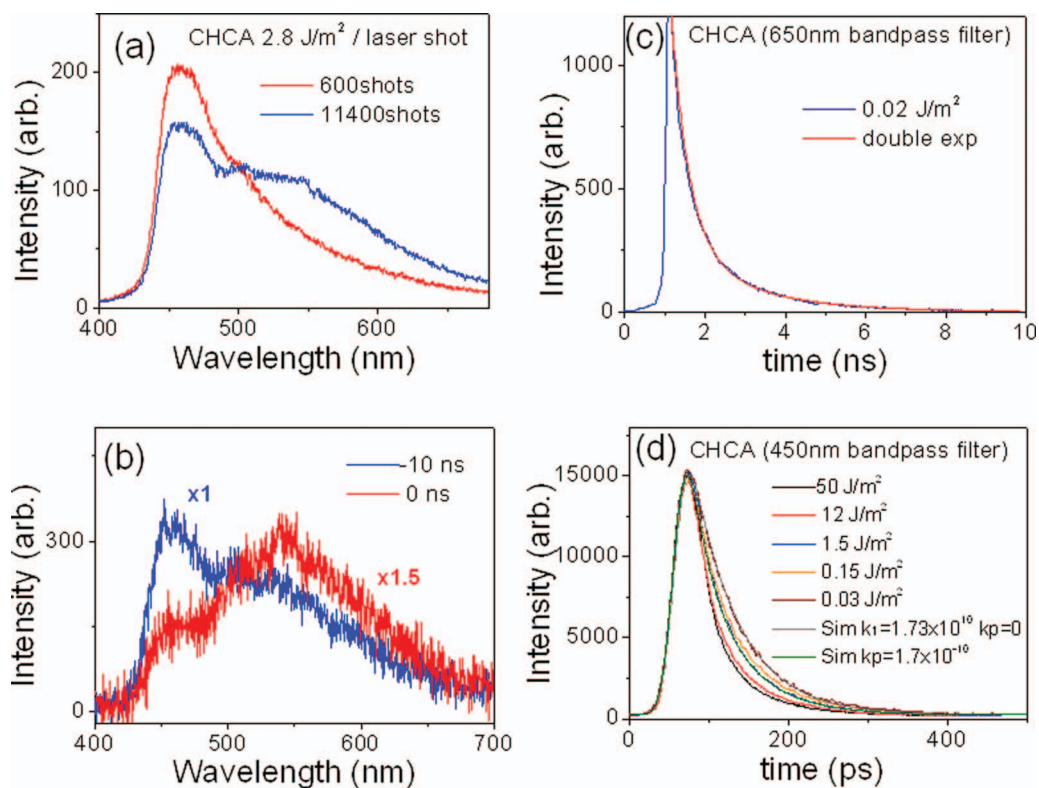 (a)
CHCA 2.8 J/m² / laser shot
600shots
11400shots
200
100
0
400
500
600
Intensity (arb.)
Wavelength (nm)
(c)
CHCA (650nm bandpass filter)
0.02 J/m²
double exp
1000
500
0
0
2
4
6
8
10
Intensity (arb.)
time (ns)
(b)
-10 ns
0 ns
x1
x1.5
300
0
400
500
600
700
Intensity (arb.)
Wavelength (nm)
(d)
CHCA (450nm bandpass filter)
50 J/m²
12 J/m²
1.5 J/m²
0.15 J/m²
0.03 J/m²
Sim k1=1.73x10¹⁰ kp=0
Sim kp=1.7x10⁻¹⁰
15000
10000
5000
0
0
200
400
Intensity (arb.)
time (ps)